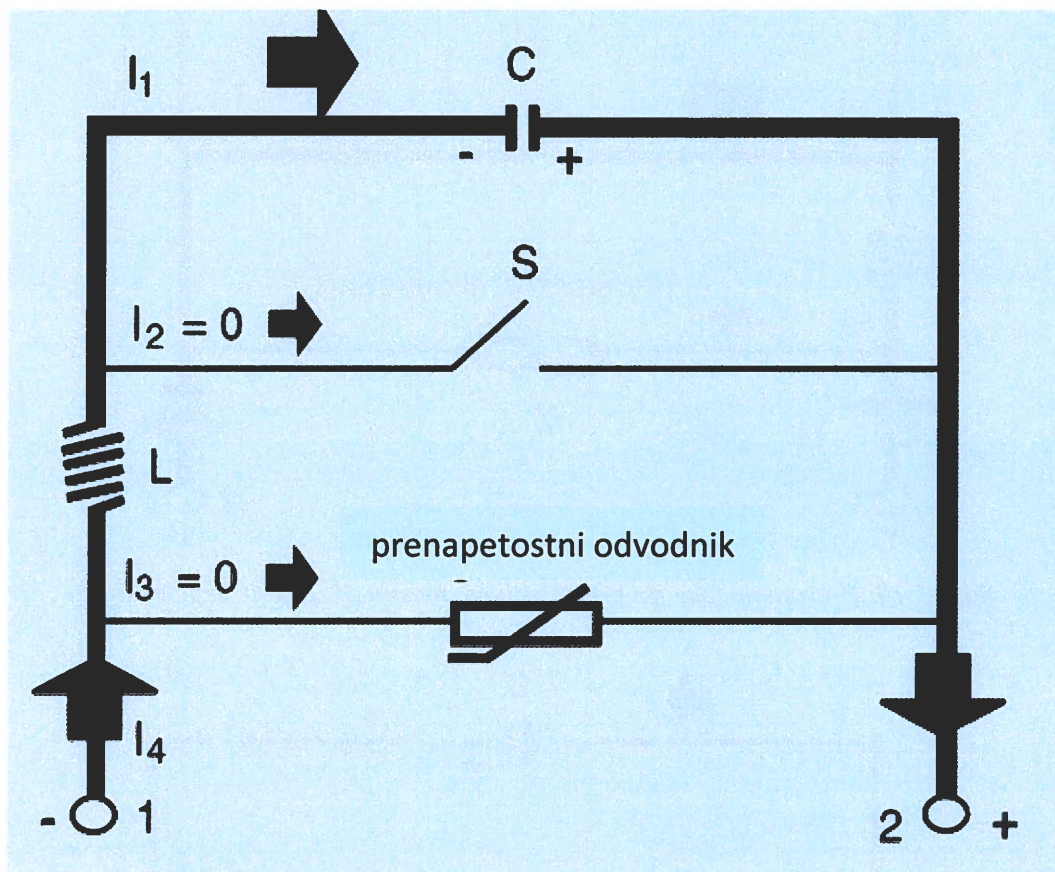 I₁
C
- +
S
I₂ = 0
L
prenapetostni odvodnik
I₃ = 0
I₄
- 1
2 +